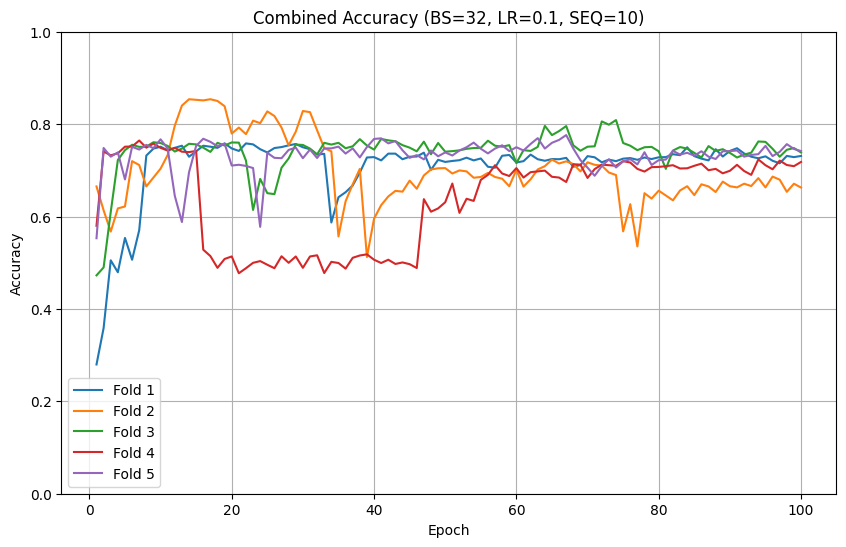 Combined Accuracy (BS=32, LR=0.1, SEQ=10)
1.0
0.8
0.6
0.4
0.2
0.0
Accuracy
Fold 1
Fold 2
Fold 3
Fold 4
Fold 5
0 20 40 60 80 100
Epoch